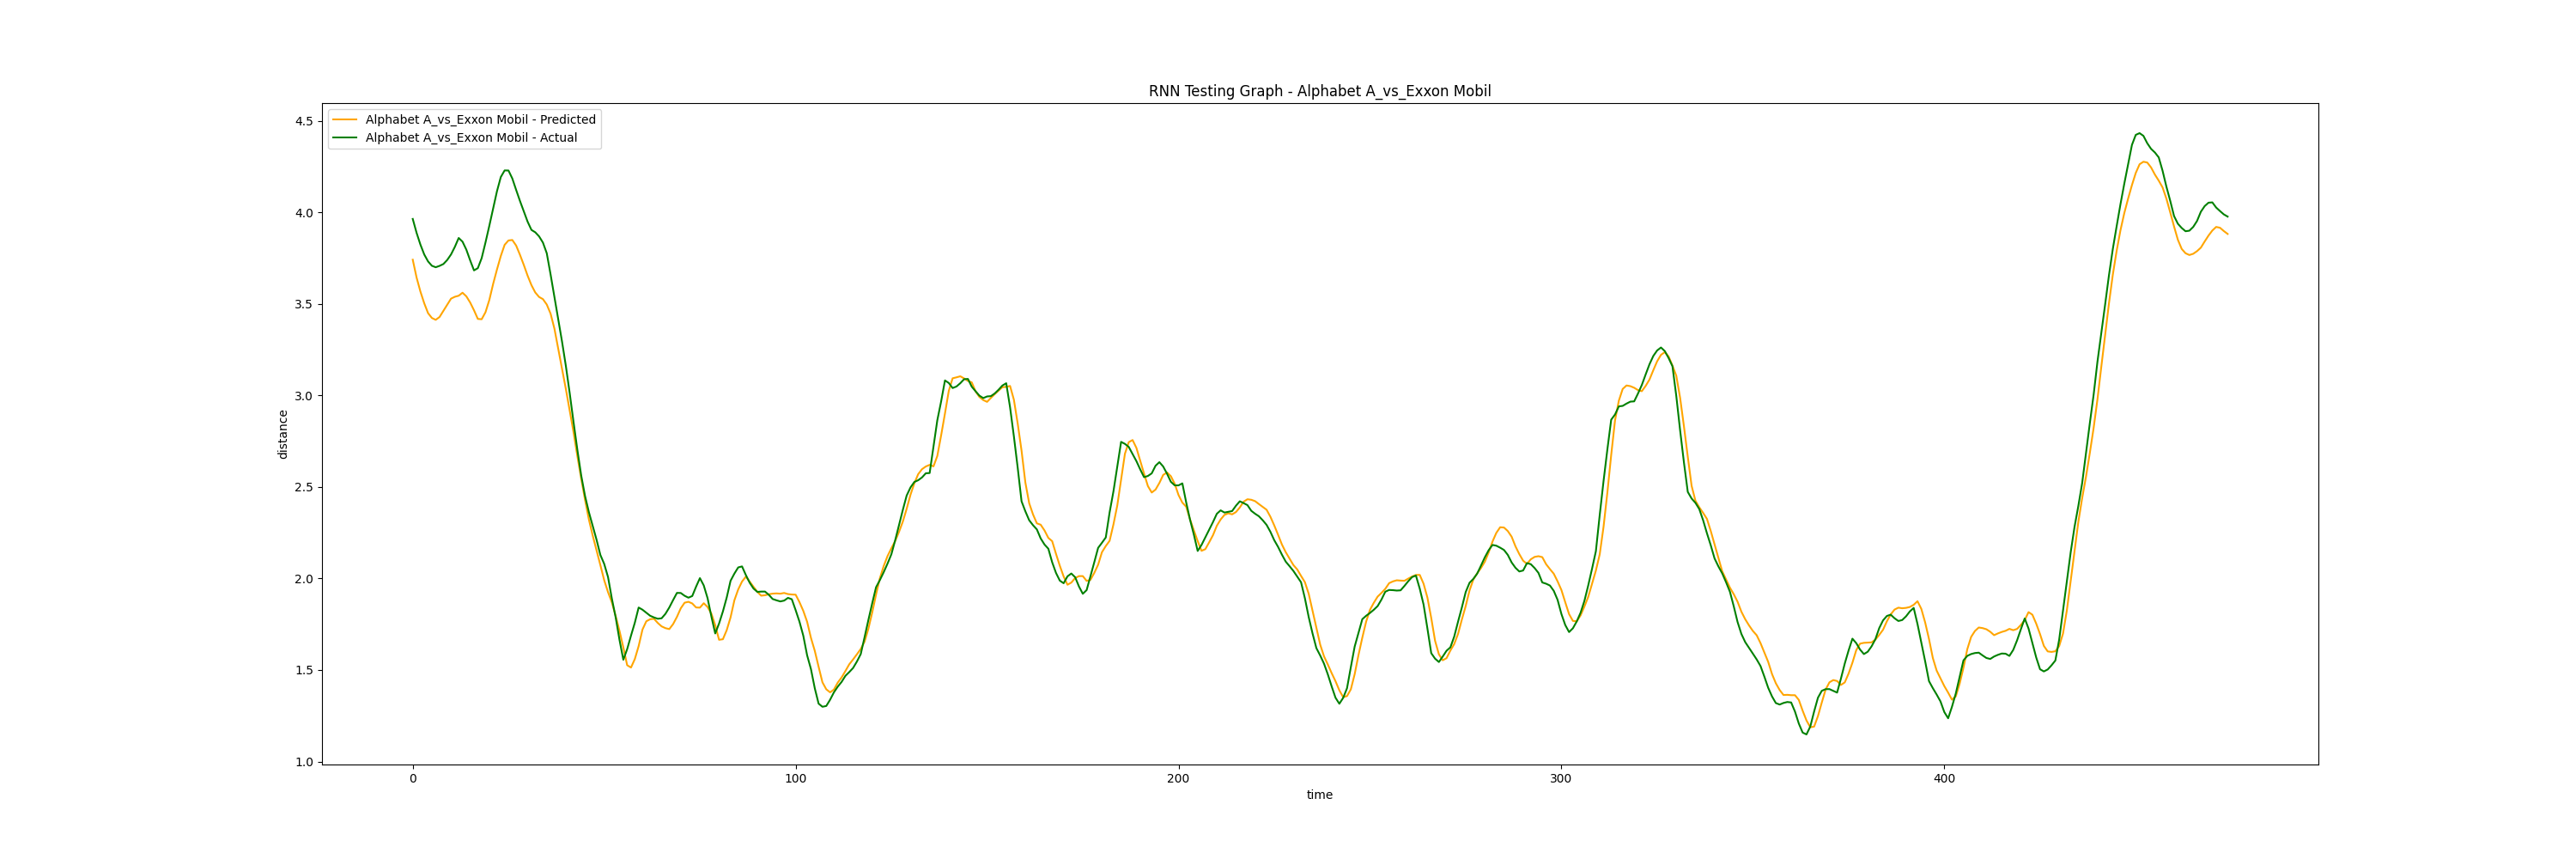 RNN Testing Graph - Alphabet A_vs_Exxon Mobil
Alphabet A_vs_Exxon Mobil - Predicted
Alphabet A_vs_Exxon Mobil - Actual
4.5
4.0
3.5
3.0
2.5
2.0
1.5
1.0
distance
0 100 200 300 400
time